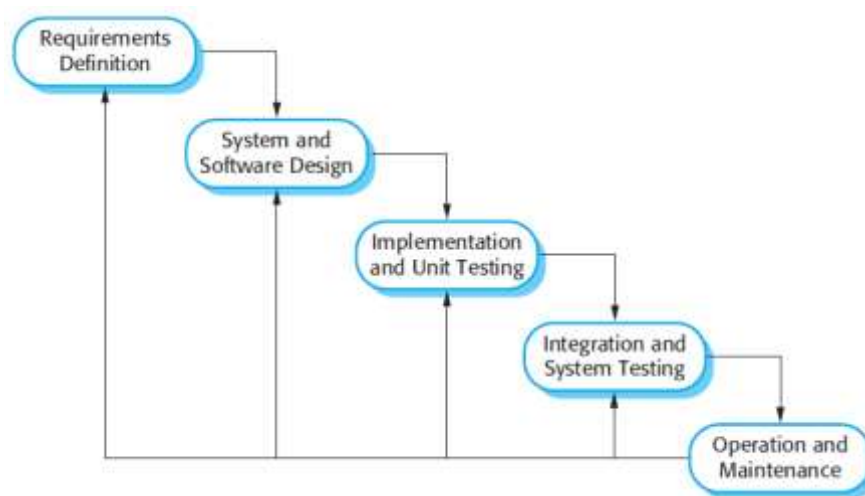 Requirements
Definition
System and
Software Design
Implementation
and Unit Testing
Integration and
System Testing
Operation and
Maintenance